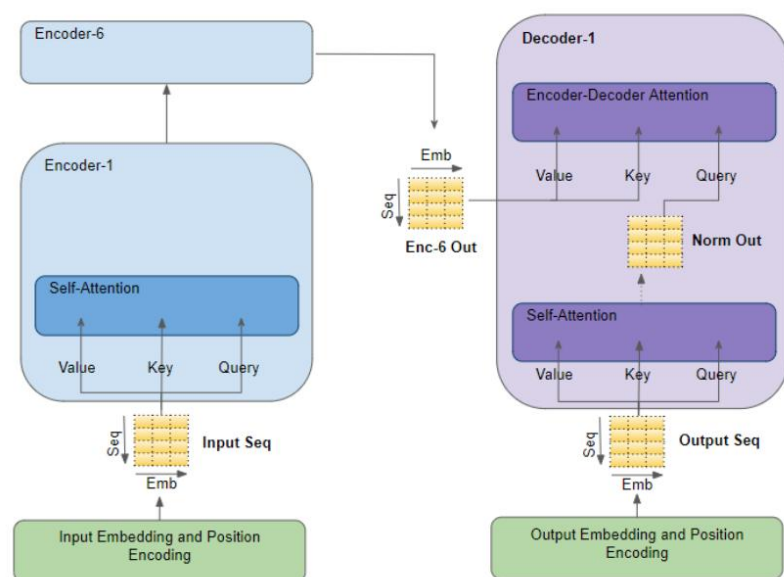 Encoder-6
Encoder-1
Self-Attention
Value Key Query
Seq
Input Seq
Emb
Input Embedding and Position
Encoding
Emb
Seq
Enc-6 Out
Decoder-1
Encoder-Decoder Attention
Value Key Query
Norm Out
Self-Attention
Value Key Query
Seq
Output Seq
Emb
Output Embedding and Position
Encoding